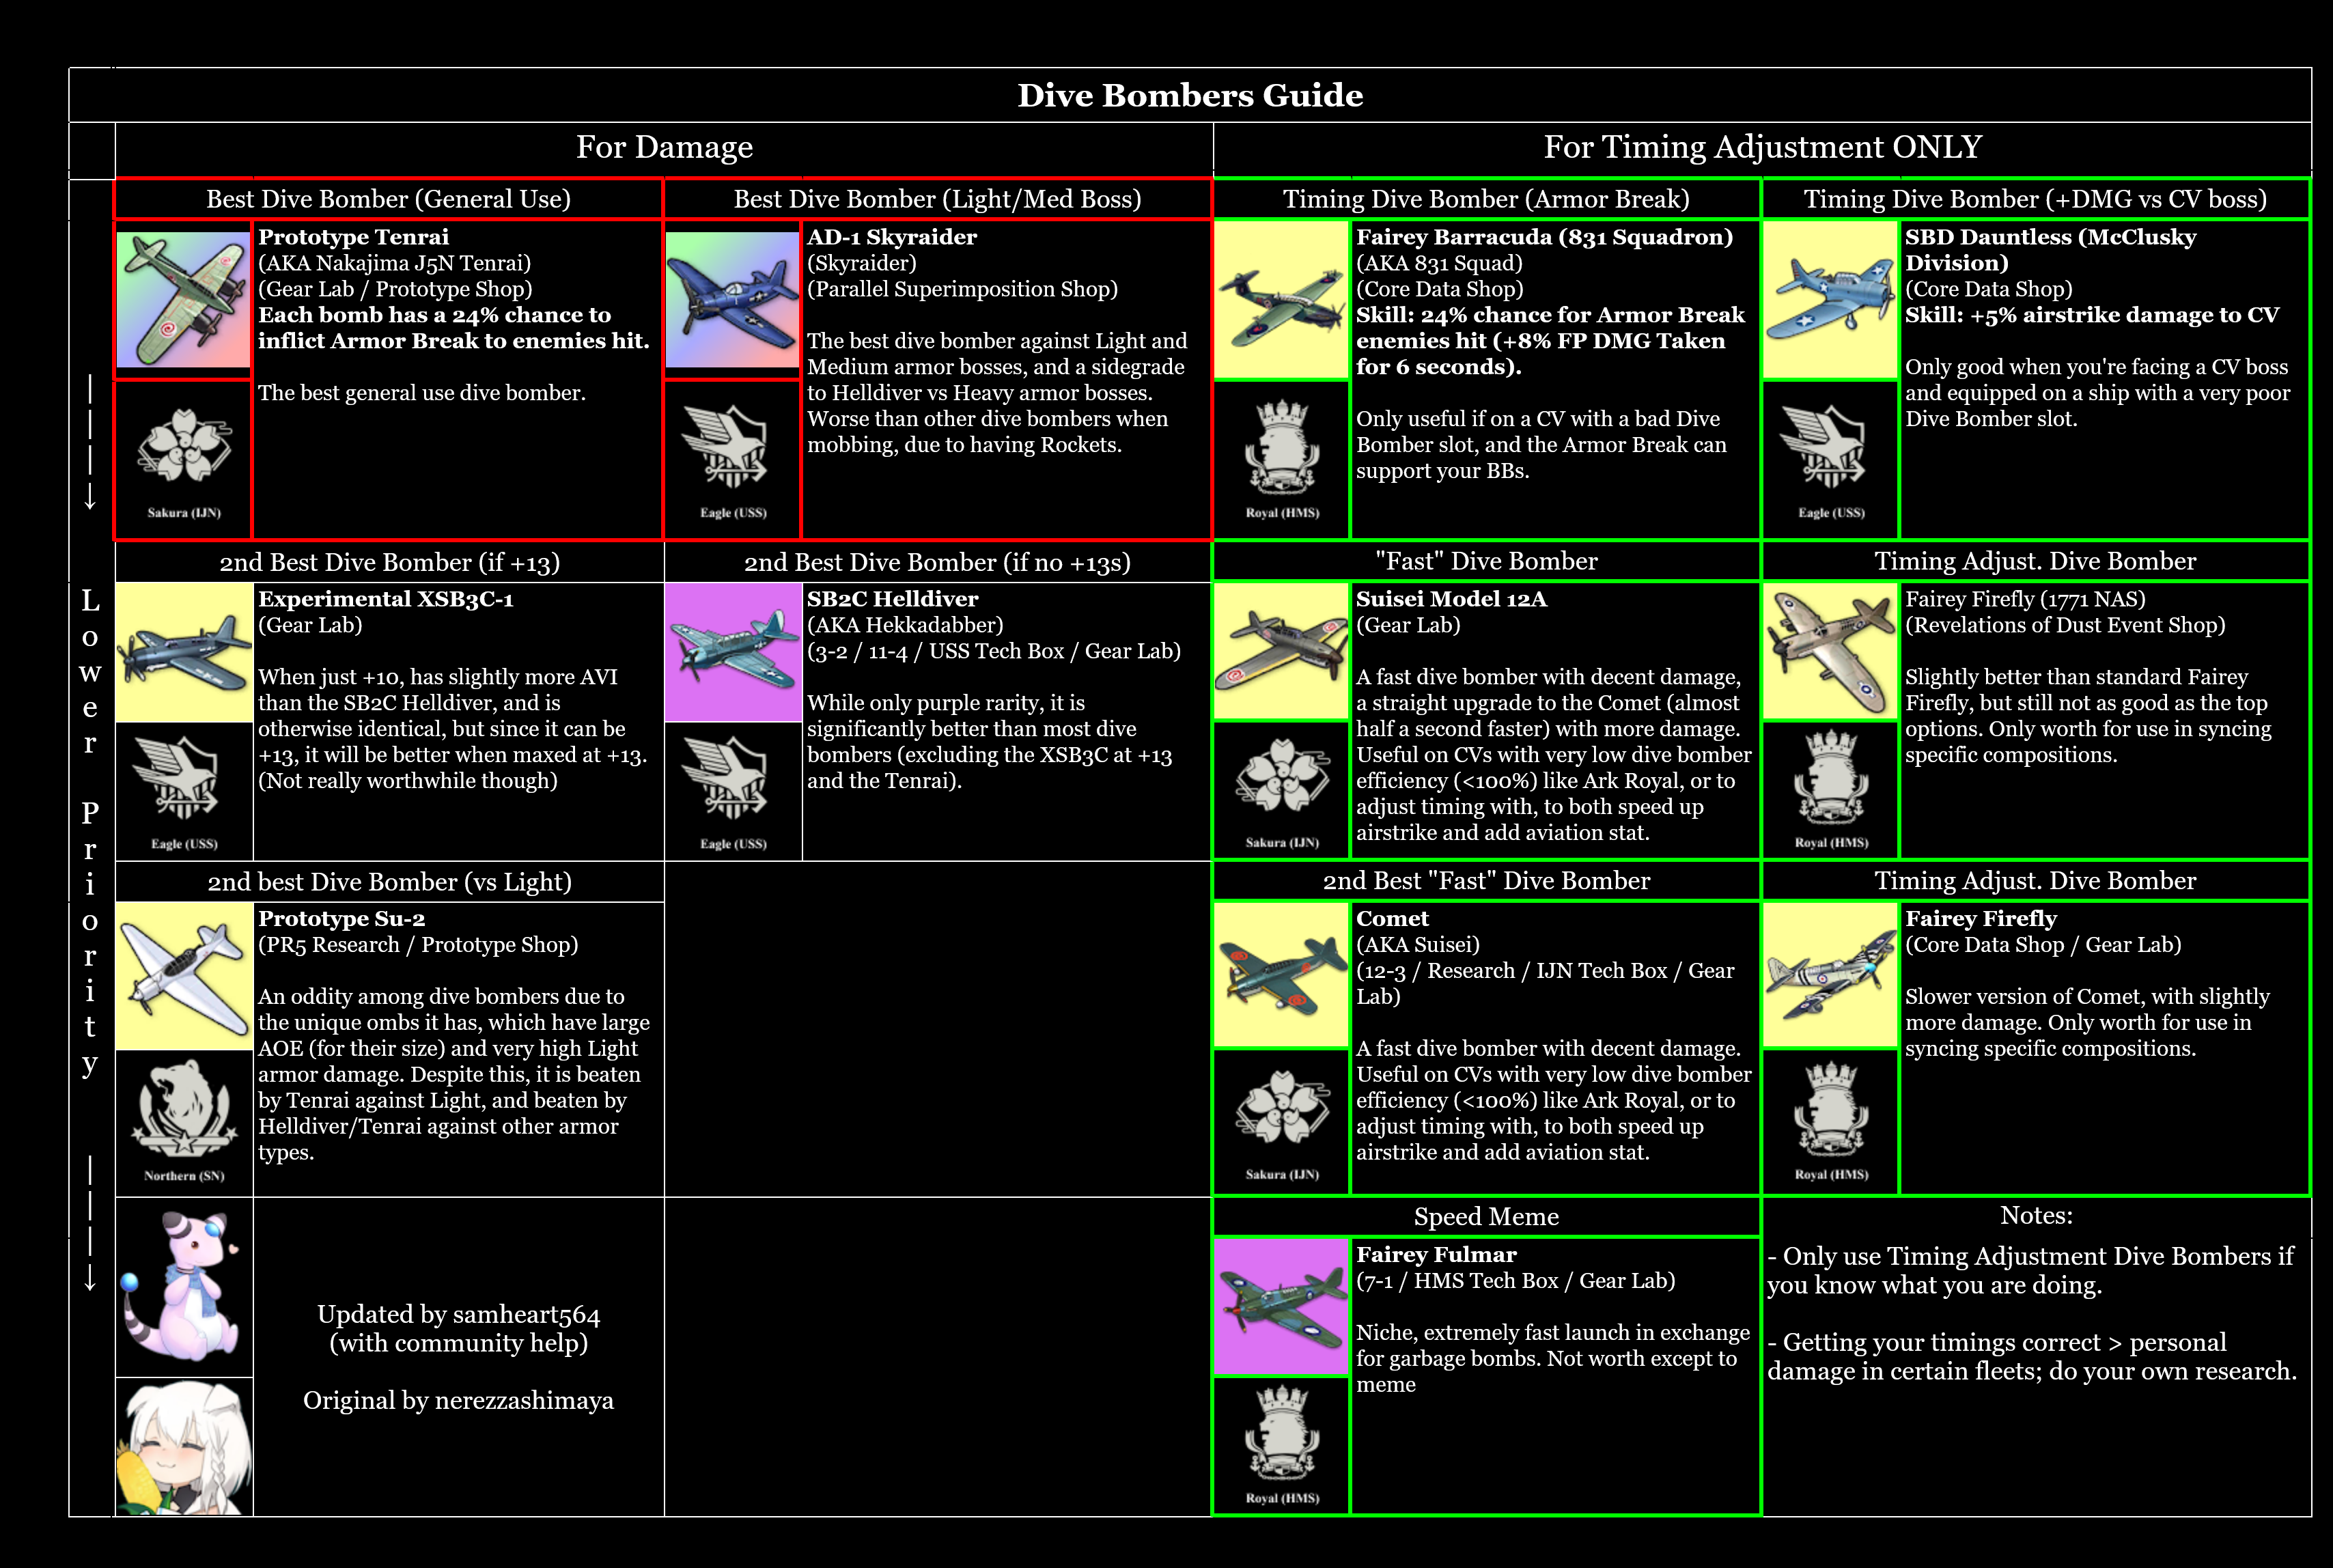 Dive Bombers Guide
For Damage
For Timing Adjustment ONLY
Best Dive Bomber (General Use)
Prototype Tenrai
(AKA Nakajima J5N Tenrai)
(Gear Lab / Prototype Shop)
Each bomb has a 24% chance to
inflict Armor Break to enemies hit.
The best general use dive bomber.
Sakura (IJN)
Best Dive Bomber (Light/Med Boss)
AD-1 Skyraider
(Skyraider)
(Parallel Superimposition Shop)
The best dive bomber against Light and
Medium armor bosses, and a sidegrade
to Helldiver vs Heavy armor bosses.
Worse than other dive bombers when
mobbing, due to having Rockets.
Eagle (USS)
Timing Dive Bomber (Armor Break)
Fairey Barracuda (831 Squadron)
(AKA 831 Squad)
(Core Data Shop)
Skill: 24% chance for Armor Break
enemies hit (+8% FP DMG Taken
for 6 seconds).
Only useful if on a CV with a bad Dive
Bomber slot, and the Armor Break can
support your BBs.
Royal (HMS)
Timing Dive Bomber (+DMG vs CV boss)
SBD Dauntless (McClusky
Division)
(Core Data Shop)
Skill: +5% airstrike damage to CV
Only good when you're facing a CV boss
and equipped on a ship with a very poor
Dive Bomber slot.
Eagle (USS)
Lower Priority
2nd Best Dive Bomber (if +13)
Experimental XSB3C-1
(Gear Lab)
When just +10, has slightly more AVI
than the SB2C Helldiver, and is
otherwise identical, but since it can be
+13, it will be better when maxed at +13.
(Not really worthwhile though)
Eagle (USS)
2nd Best Dive Bomber (if no +13s)
SB2C Helldiver
(AKA Hekkadabber)
(3-2 / 11-4 / USS Tech Box / Gear Lab)
While only purple rarity, it is
significantly better than most dive
bombers (excluding the XSB3C at +13
and the Tenrai).
Eagle (USS)
"Fast" Dive Bomber
Suisei Model 12A
(Gear Lab)
A fast dive bomber with decent damage,
a straight upgrade to the Comet (almost
half a second faster) with more damage.
Useful on CVs with very low dive bomber
efficiency (<100%) like Ark Royal, or to
adjust timing with, to both speed up
airstrike and add aviation stat.
Sakura (IJN)
Timing Adjust. Dive Bomber
Fairey Firefly (1771 NAS)
(Revelations of Dust Event Shop)
Slightly better than standard Fairey
Firefly, but still not as good as the top
options. Only worth for use in syncing
specific compositions.
Royal (HMS)
2nd best Dive Bomber (vs Light)
Prototype Su-2
(PR5 Research / Prototype Shop)
An oddity among dive bombers due to
the unique ombs it has, which have large
AOE (for their size) and very high Light
armor damage. Despite this, it is beaten
by Tenrai against Light, and beaten by
Helldiver/Tenrai against other armor
types.
Northern (SN)
2nd Best "Fast" Dive Bomber
Comet
(AKA Suisei)
(12-3 / Research / IJN Tech Box / Gear
Lab)
A fast dive bomber with decent damage.
Useful on CVs with very low dive bomber
efficiency (<100%) like Ark Royal, or to
adjust timing with, to both speed up
airstrike and add aviation stat.
Sakura (IJN)
Timing Adjust. Dive Bomber
Fairey Firefly
(Core Data Shop / Gear Lab)
Slower version of Comet, with slightly
more damage. Only worth for use in
syncing specific compositions.
Royal (HMS)
Updated by samheart564
(with community help)
Original by nerezzashimaya
Speed Meme
Fairey Fulmar
(7-1 / HMS Tech Box / Gear Lab)
Niche, extremely fast launch in exchange
for garbage bombs. Not worth except to
meme
Royal (HMS)
Notes:
- Only use Timing Adjustment Dive Bombers if
you know what you are doing.
- Getting your timings correct > personal
damage in certain fleets; do your own research.